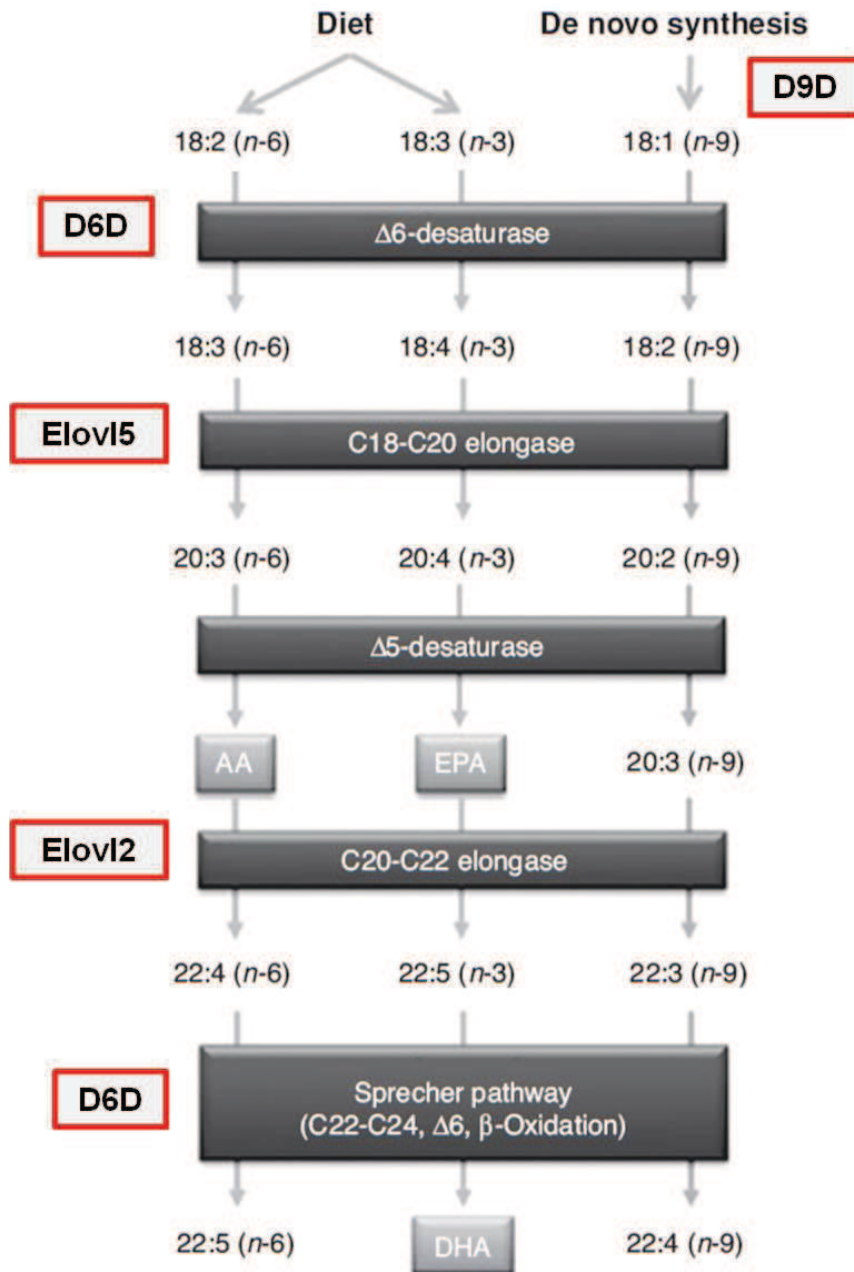 Diet De novo synthesis
D9D
18:2 (n-6) 18:3 (n-3) 18:1 (n-9)
D6D
Δ6-desaturase
18:3 (n-6) 18:4 (n-3) 18:2 (n-9)
Elovl5
C18-C20 elongase
20:3 (n-6) 20:4 (n-3) 20:2 (n-9)
Δ5-desaturase
AA EPA 20:3 (n-9)
Elovl2
C20-C22 elongase
22:4 (n-6) 22:5 (n-3) 22:3 (n-9)
D6D
Sprecher pathway
(C22-C24, Δ6, β-Oxidation)
22:5 (n-6) DHA 22:4 (n-9)